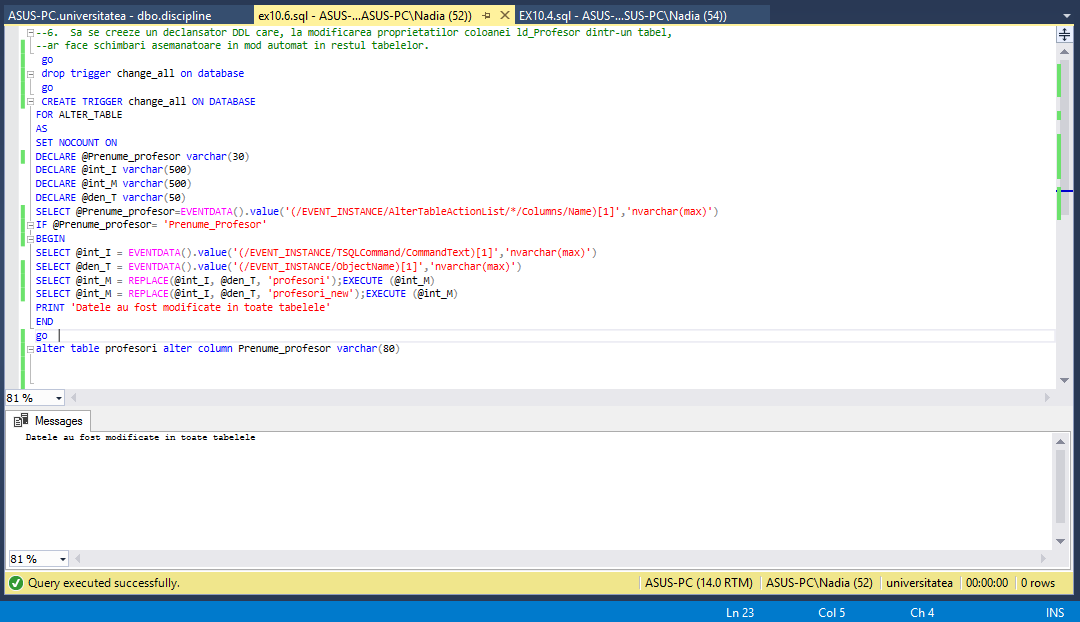 ASUS-PC.universitatea - dbo.discipline ex10.6.sql - ASUS-...ASUS-PC\Nadia (52)) EX10.4.sql - ASUS-...SUS-PC\Nadia (54))
--6. Sa se creeze un declansator DDL care, la modificarea proprietatilor coloanei ld_Profesor dintr-un tabel,
--ar face schimbari asemanatoare in mod automat in restul tabelelor.
go
drop trigger change_all on database
go
CREATE TRIGGER change_all ON DATABASE
FOR ALTER_TABLE
AS
SET NOCOUNT ON
DECLARE @Prenume_profesor varchar(30)
DECLARE @int_I varchar(500)
DECLARE @int_M varchar(500)
DECLARE @den_T varchar(50)
SELECT @Prenume_profesor=EVENTDATA().value('(/EVENT_INSTANCE/AlterTableActionList/*/Columns/Name)[1]','nvarchar(max)')
IF @Prenume_profesor= 'Prenume_Profesor'
BEGIN
SELECT @int_I = EVENTDATA().value('(/EVENT_INSTANCE/TSQLCommand/CommandText)[1]','nvarchar(max)')
SELECT @den_T = EVENTDATA().value('(/EVENT_INSTANCE/ObjectName)[1]','nvarchar(max)')
SELECT @int_M = REPLACE(@int_I, @den_T, 'profesori');EXECUTE (@int_M)
SELECT @int_M = REPLACE(@int_I, @den_T, 'profesori_new');EXECUTE (@int_M)
PRINT 'Datele au fost modificate in toate tabelele'
END
go
alter table profesori alter column Prenume_profesor varchar(80)
81 %
Messages
Datele au fost modificate in toate tabelele
81 %
Query executed successfully. ASUS-PC (14.0 RTM) ASUS-PC\Nadia (52) universitatea 00:00:00 0 rows
Ln 23 Col 5 Ch 4 INS